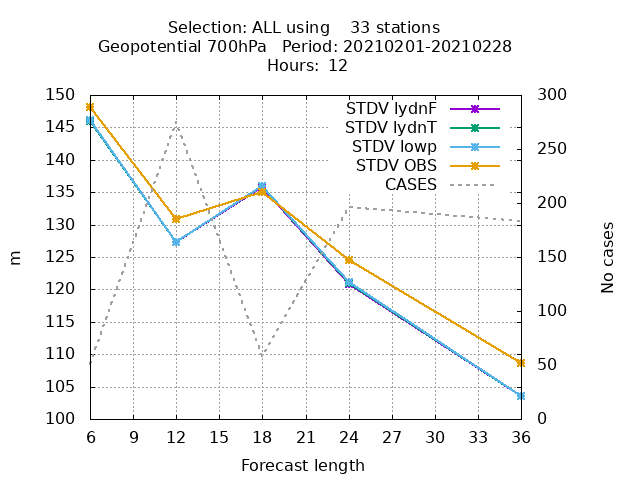 Selection: ALL using 33 stations
Geopotential 700hPa Period: 20210201-20210228
Hours: 12
STDV lydnF
STDV lydnT
STDV lowp
STDV OBS
CASES
150
145
140
135
130
125
120
115
110
105
100
m
300
250
200
150
100
50
0
No cases
6 9 12 15 18 21 24 27 30 33 36
Forecast length